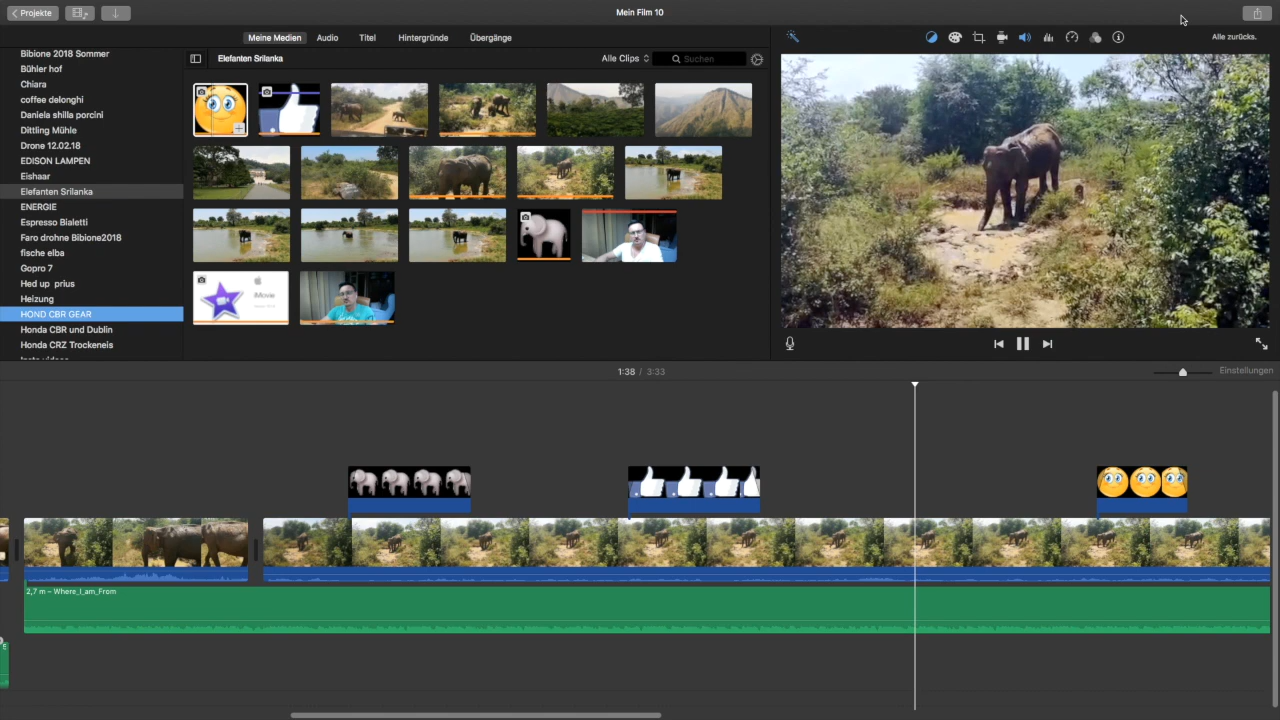 Projekte
Mein Film 10
Meine Medien
Audio
Titel
Hintergründe
Übergänge
Alle zurücks.
Bibione 2018 Sommer
Bühler hof
Chiara
coffee delonghi
Daniela shilla porcini
Dittling Mühle
Drone 12.02.18
EDISON LAMPEN
Eishaar
Elefanten Srilanka
ENERGIE
Espresso Bialetti
Faro drohne Bibione2018
fische elba
Gopro 7
Hed up prius
Heizung
HOND CBR GEAR
Honda CBR und Dublin
Honda CRZ Trockeneis
Elefanten Srilanka
Alle Clips
Suchen
iMovie
1:38 / 3:33
Einstellungen
2,7 m – Where_I_am_From